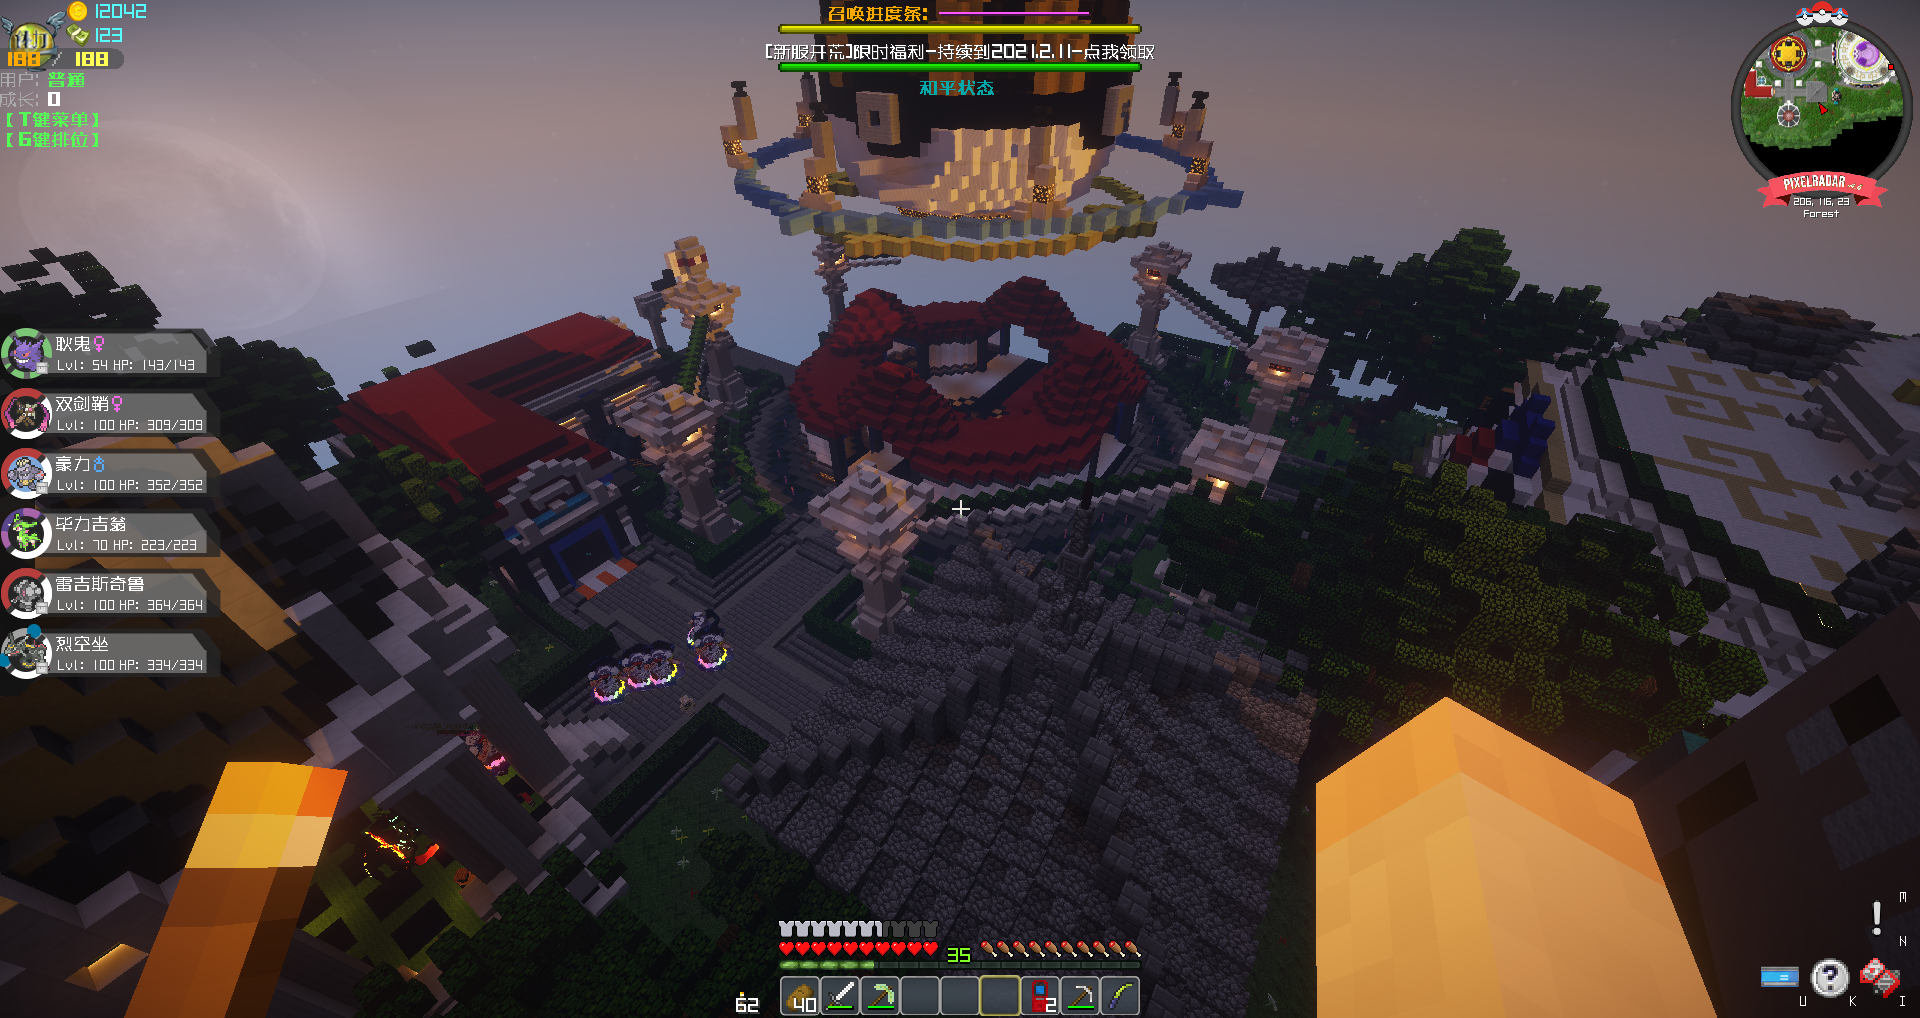 12042
123
188 / 188
用户: 普通
成长: 0
【T键菜单】
【G键排位】
召唤进度条:
[新服开荒]限时福利-持续到2021.2.11-点我领取
和平状态
PIXELRADAR
206, 116, 23
Forest
耿鬼♀
Lvl: 54 HP: 143/143
双剑鞘♀
Lvl: 100 HP: 309/309
豪力
Lvl: 100 HP: 352/352
毕力吉翁
Lvl: 70 HP: 223/223
雷吉斯奇鲁
Lvl: 100 HP: 364/364
烈空坐
Lvl: 100 HP: 334/334
35
62
40
2
M
N
U
K
I